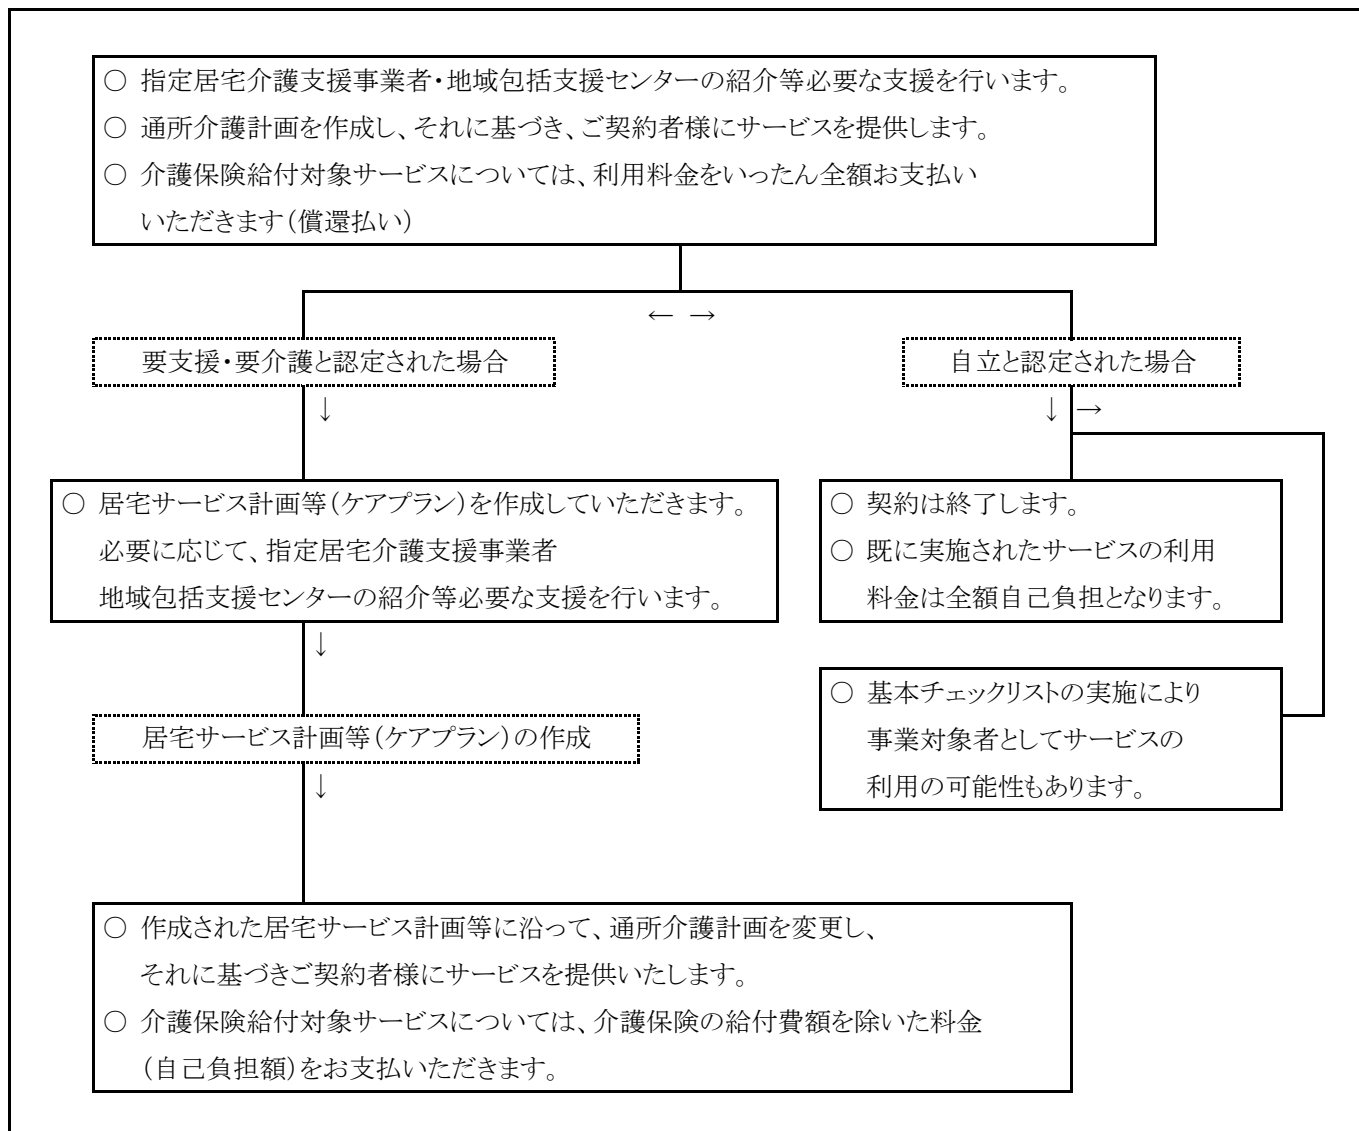 ○ 指定居宅介護支援事業者・地域包括支援センターの紹介等必要な支援を行います。
○ 通所介護計画を作成し、それに基づき、ご契約者様にサービスを提供します。
○ 介護保険給付対象サービスについては、利用料金をいったん全額お支払い
いただきます（償還払い）
← →
要支援・要介護と認定された場合
自立と認定された場合
↓
↓ →
○ 居宅サービス計画等（ケアプラン）を作成していただきます。
必要に応じて、指定居宅介護支援事業者
地域包括支援センターの紹介等必要な支援を行います。
○ 契約は終了します。
○ 既に実施されたサービスの利用
料金は全額自己負担となります。
↓
○ 基本チェックリストの実施により
事業対象者としてサービスの
利用の可能性もあります。
居宅サービス計画等（ケアプラン）の作成
↓
○ 作成された居宅サービス計画等に沿って、通所介護計画を変更し、
それに基づきご契約者様にサービスを提供いたします。
○ 介護保険給付対象サービスについては、介護保険の給付費額を除いた料金
（自己負担額）をお支払いただきます。